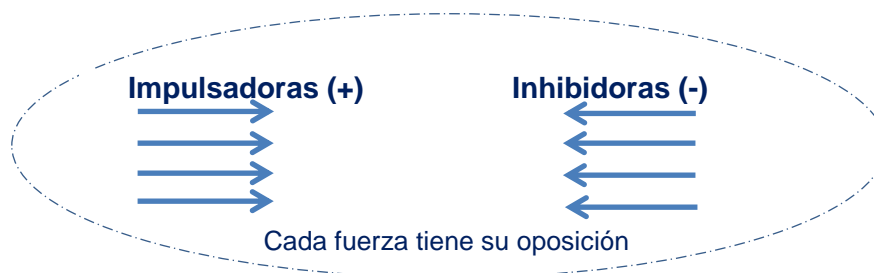 Impulsadoras (+) Inhibidoras (-)
Cada fuerza tiene su oposición